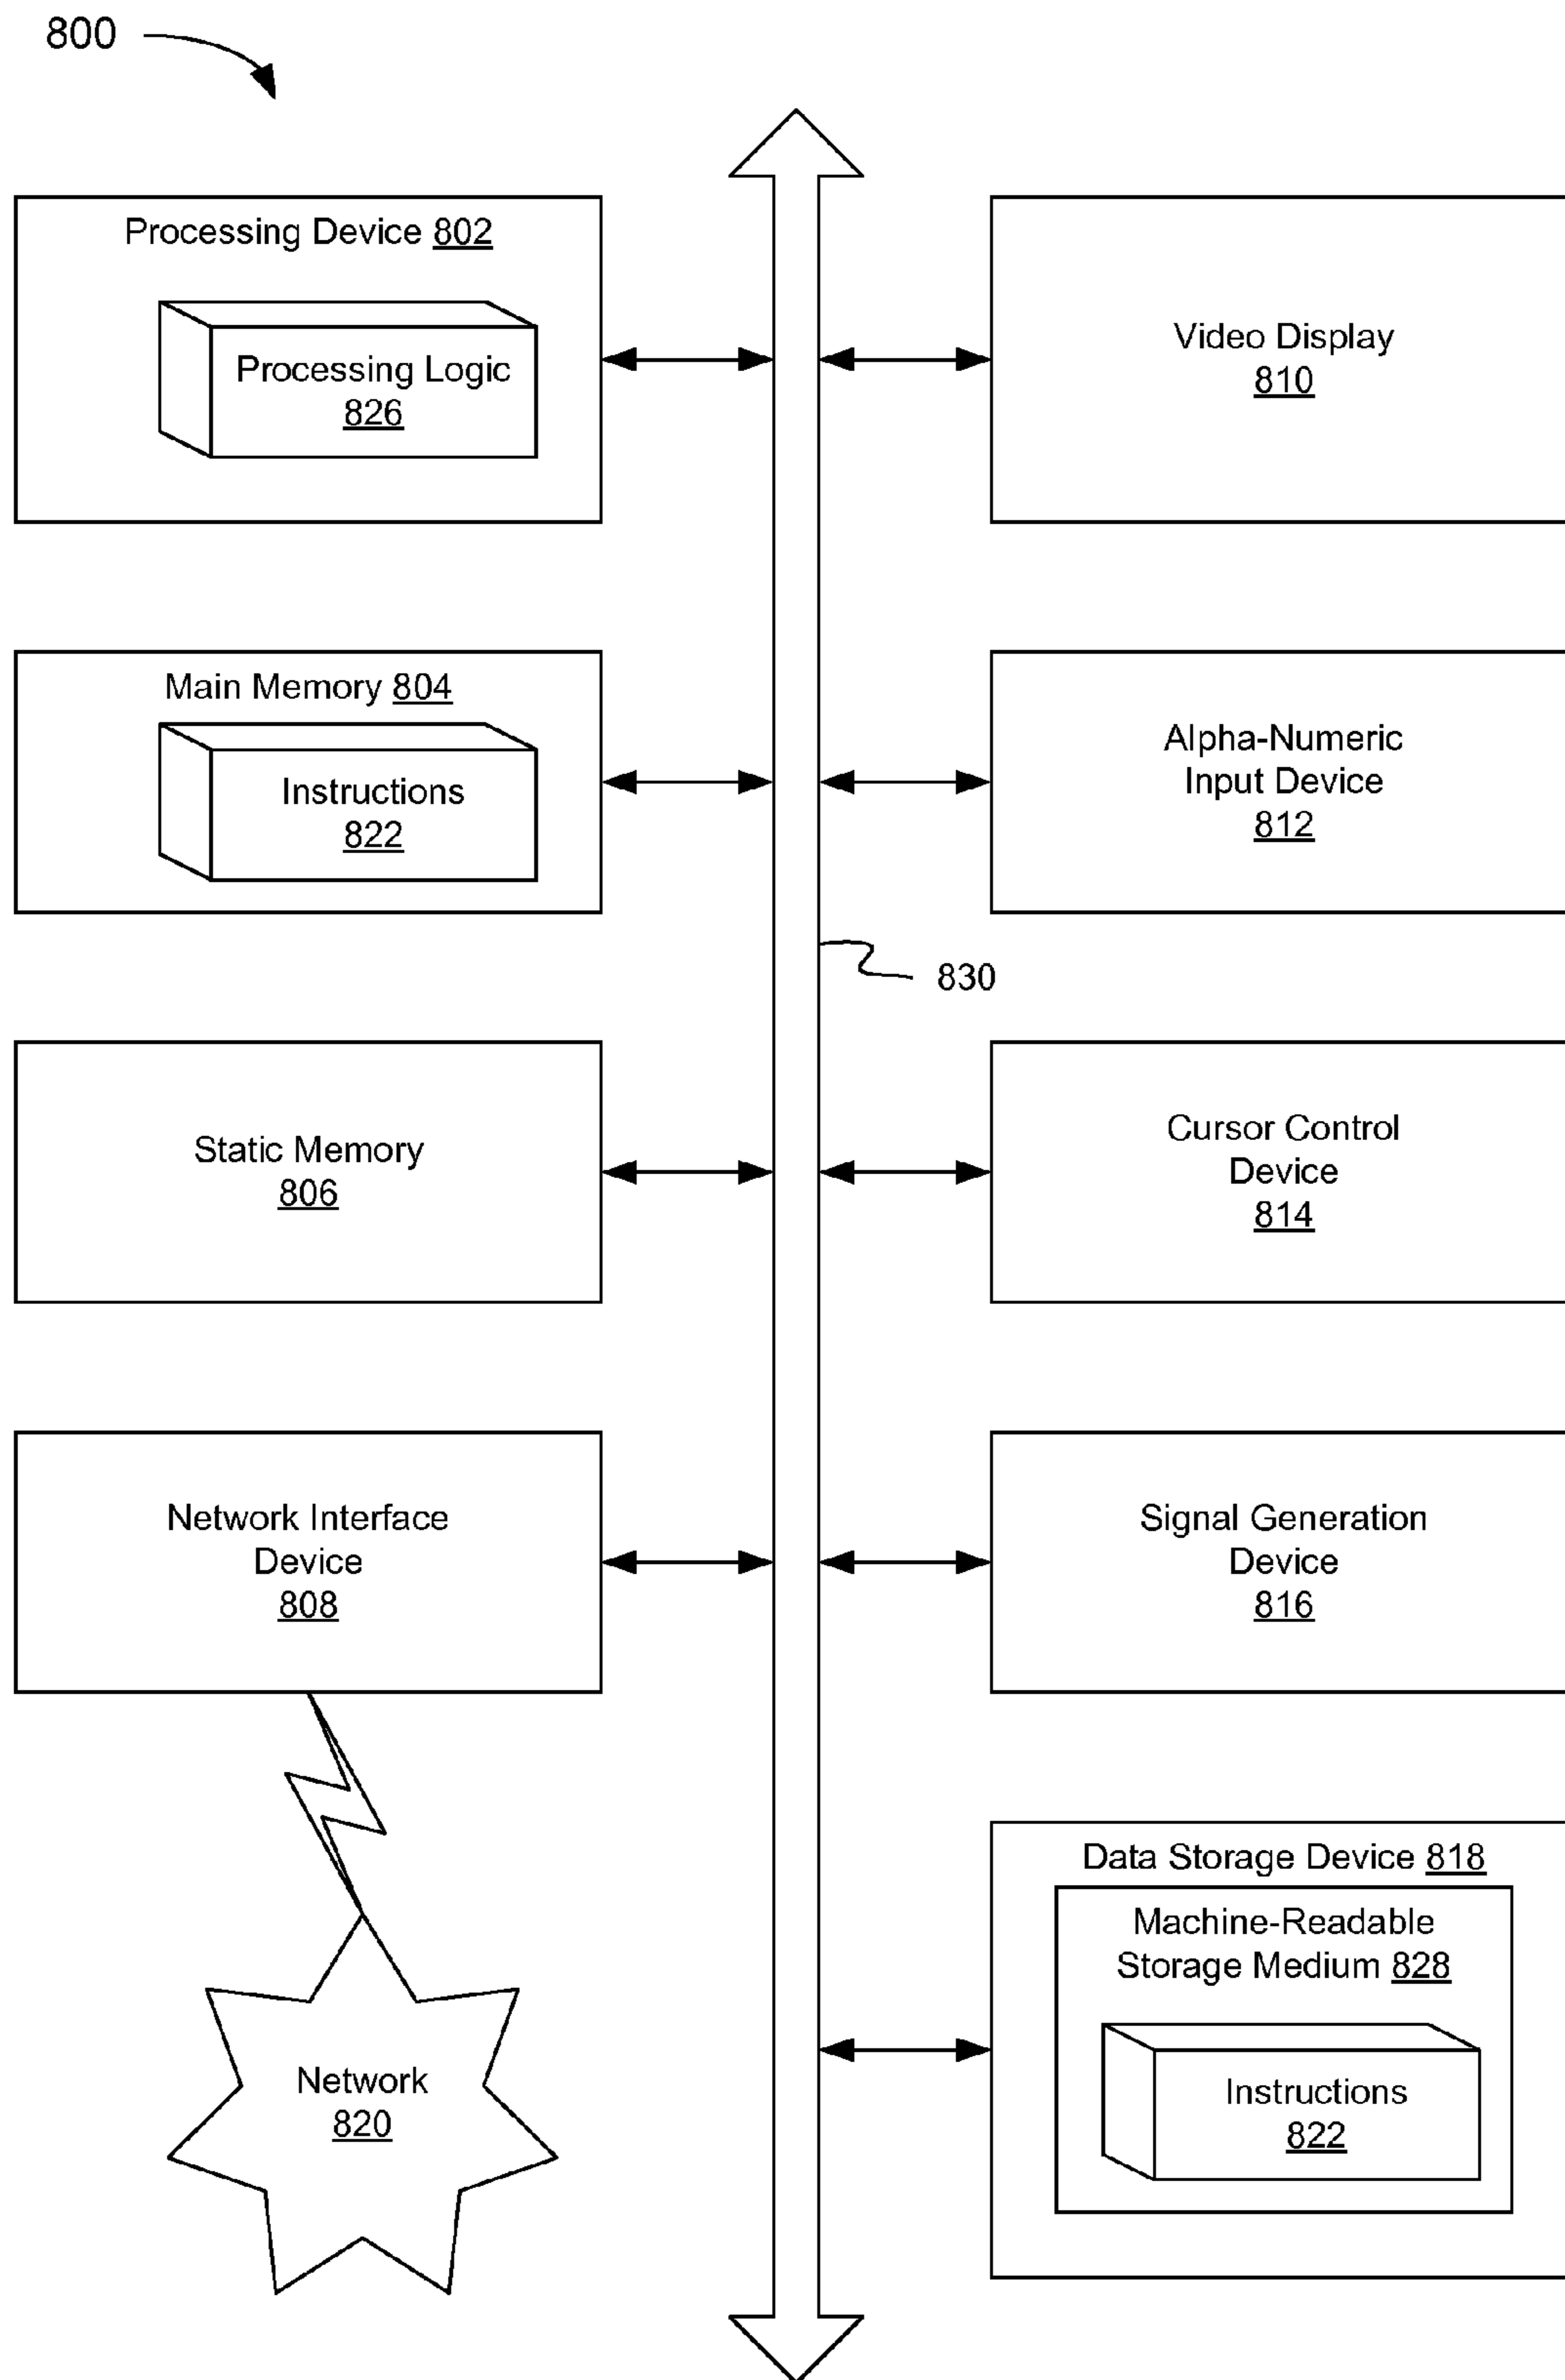 800
Processing Device 802
Processing Logic
826
Video Display
810
Main Memory 804
Instructions
822
Alpha-Numeric
Input Device
812
830
Static Memory
806
Cursor Control
Device
814
Network Interface
Device
808
Signal Generation
Device
816
Data Storage Device 818
Machine-Readable
Storage Medium 828
Instructions
822
Network
820